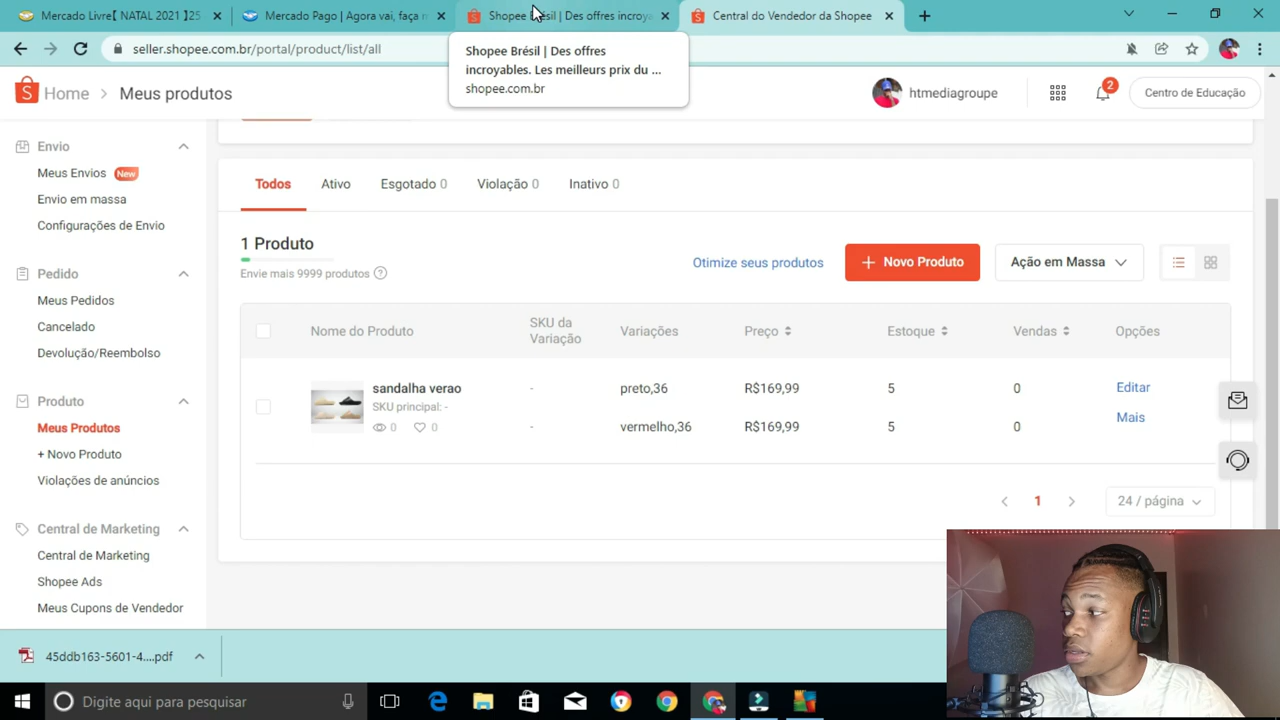 Mercado Livre【 NATAL 2021 】25
Mercado Pago | Agora vai, faça m
Shopee Brésil | Des offres incroya
Central do Vendedor da Shopee
seller.shopee.com.br/portal/product/list/all
Shopee Brésil | Des offres
incroyables. Les meilleurs prix du ...
shopee.com.br
Home > Meus produtos
htmediagroupe
2
Centro de Educação
Envio
Meus Envios New
Envio em massa
Configurações de Envio
Pedido
Meus Pedidos
Cancelado
Devolução/Reembolso
Produto
Meus Produtos
+ Novo Produto
Violações de anúncios
Central de Marketing
Central de Marketing
Shopee Ads
Meus Cupons de Vendedor
Todos Ativo Esgotado 0 Violação 0 Inativo 0
1 Produto
Envie mais 9999 produtos ?
Otimize seus produtos
+ Novo Produto
Ação em Massa
Nome do Produto SKU da Variação Variações Preço Estoque Vendas Opções
sandalha verao - preto,36 R$169,99 5 0 Editar
SKU principal: -
0 0
- vermelho,36 R$169,99 5 0 Mais
< 1 > 24 / página
45ddb163-5601-4....pdf
Digite aqui para pesquisar